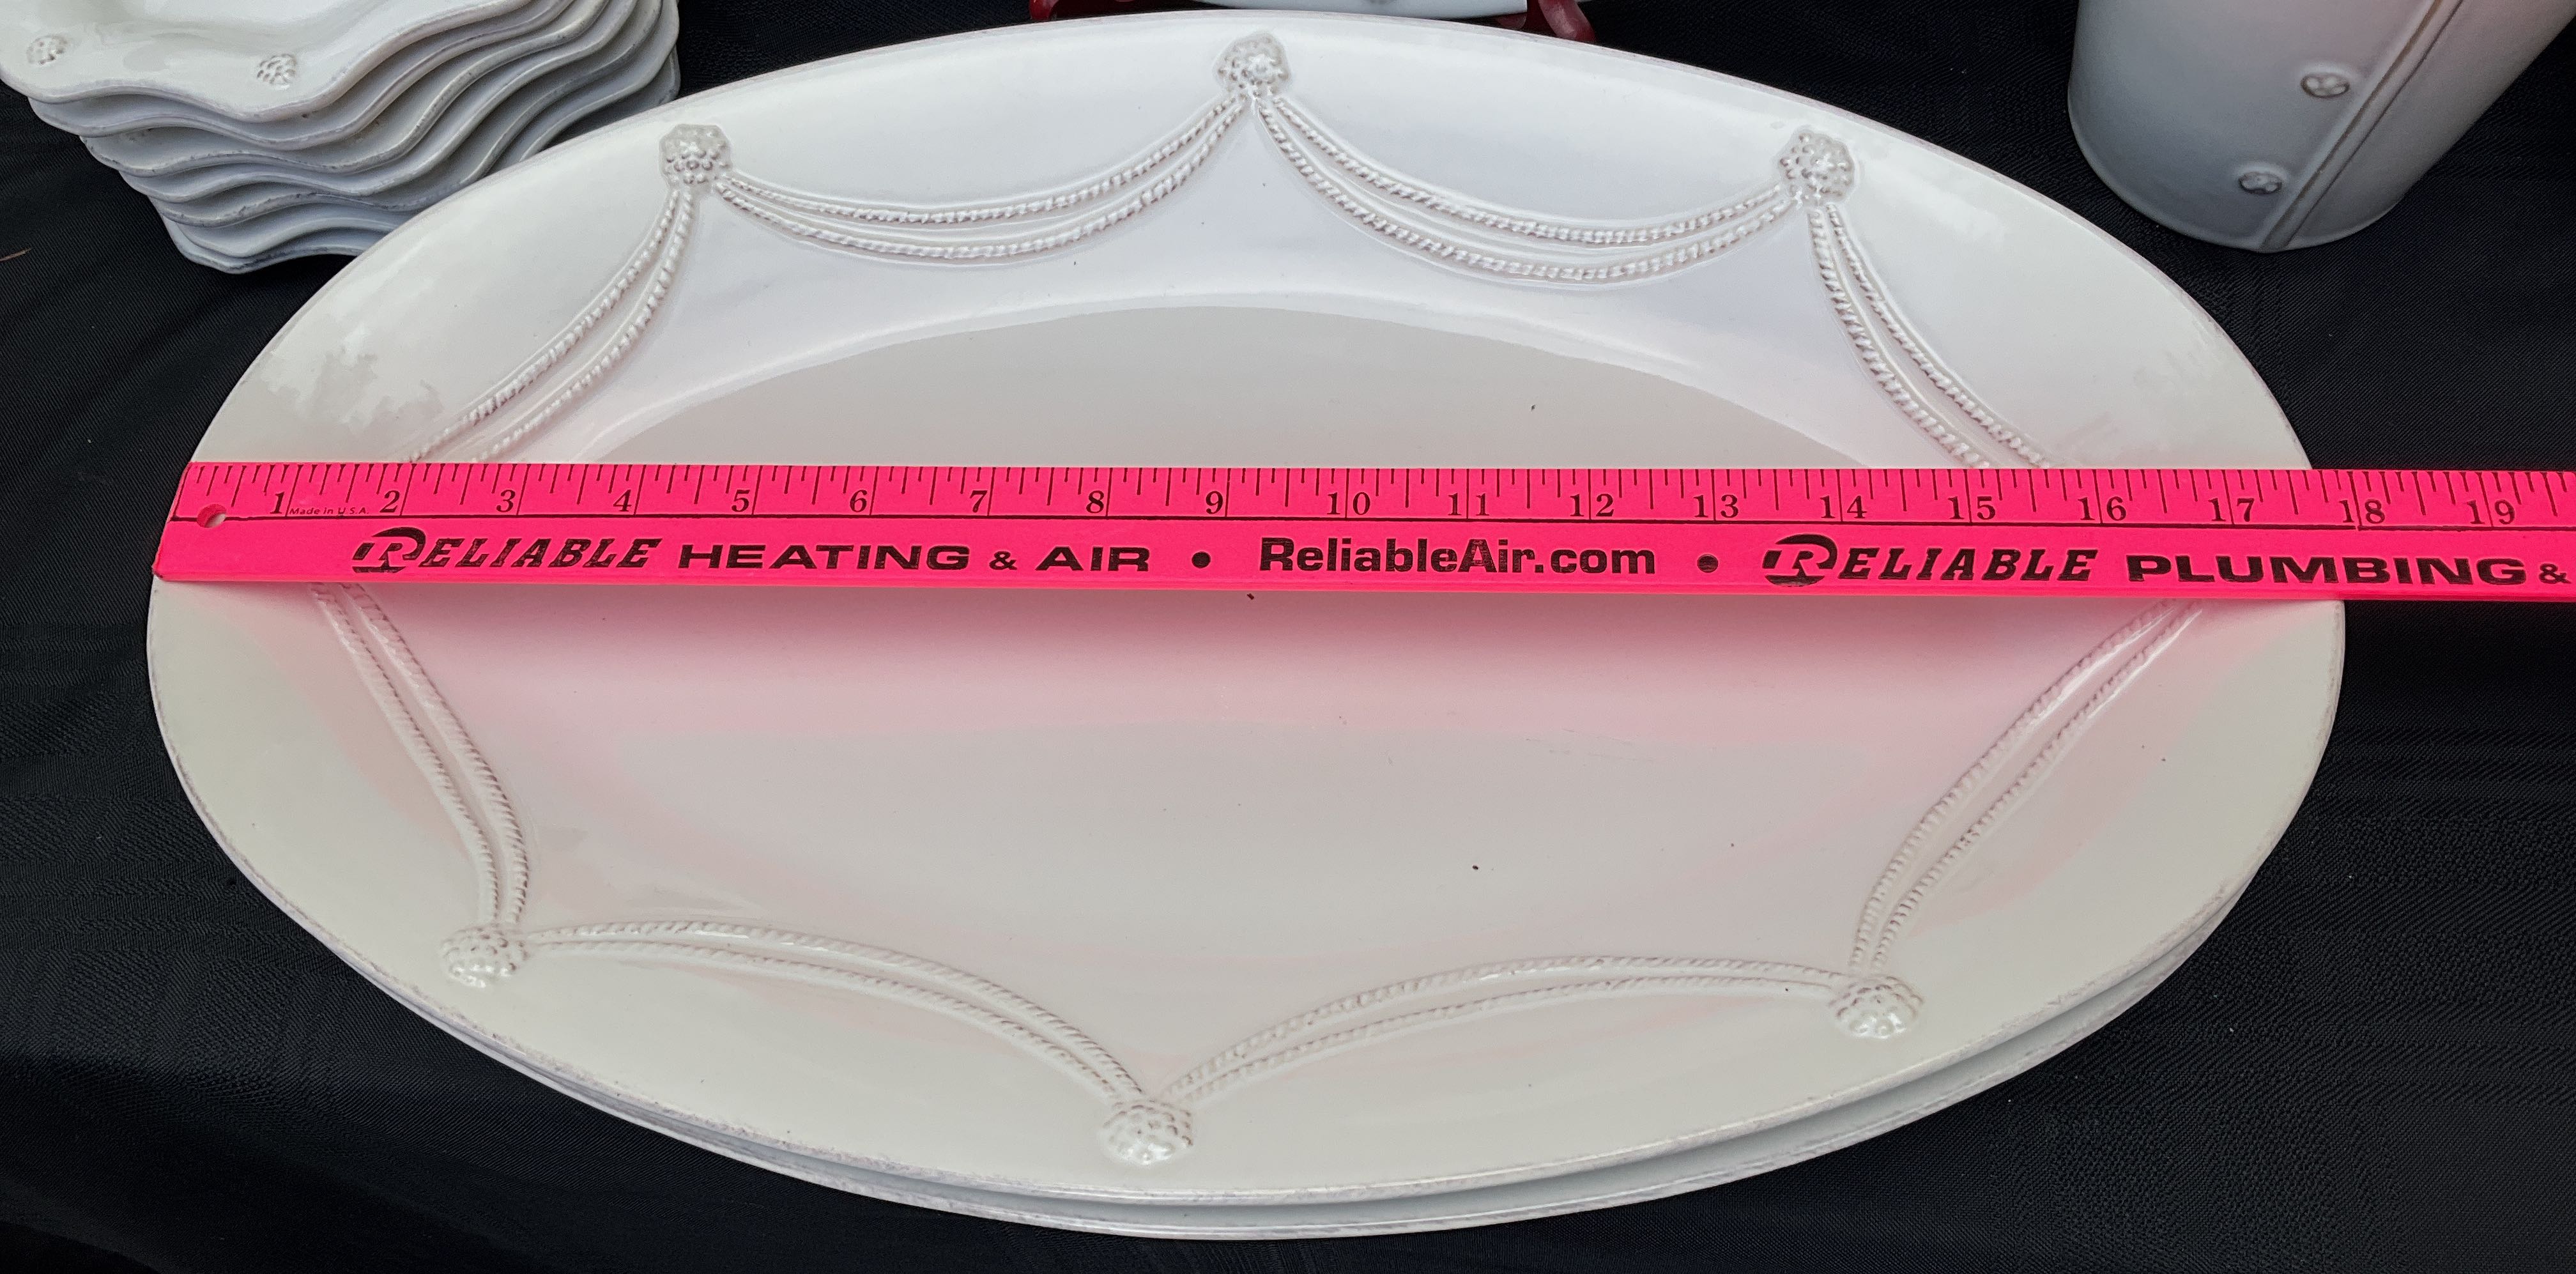 1 2 3 4 5 6 7 8 9 10 11 12 13 14 15 16 17 18 19
Made in U.S.A.
RELIABLE HEATING & AIR • ReliableAir.com • RELIABLE PLUMBING &